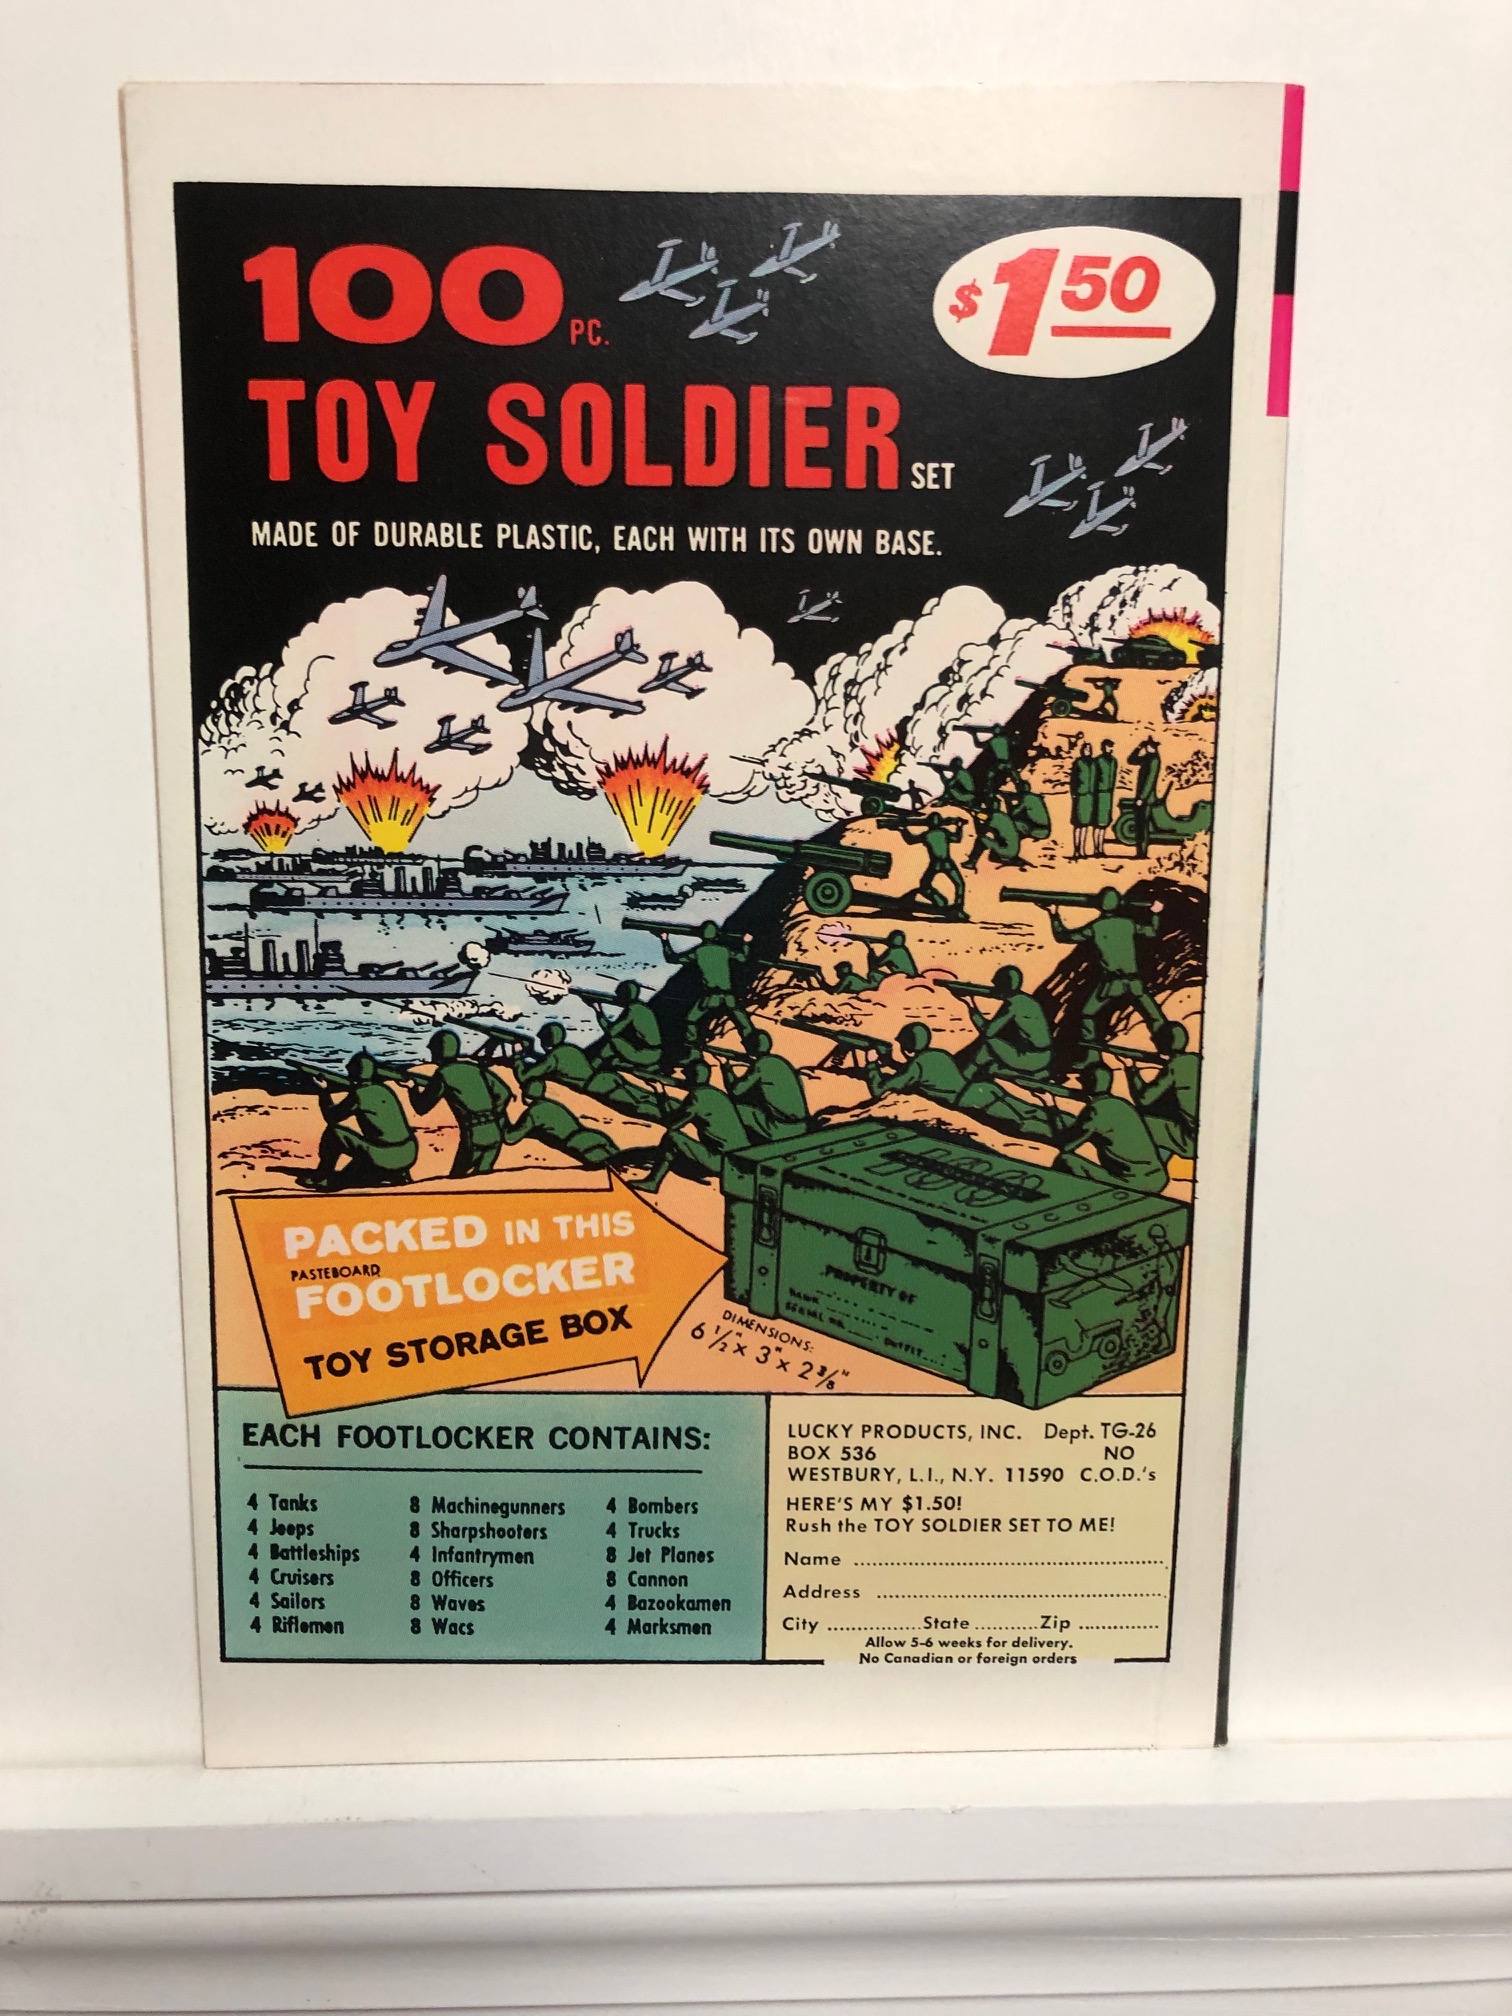 100 PC.
$1 50
TOY SOLDIER SET
MADE OF DURABLE PLASTIC, EACH WITH ITS OWN BASE.
PACKED IN THIS
PASTEBOARD
FOOTLOCKER
TOY STORAGE BOX
PROPERTY OF
DIMENSIONS:
6 1/2" x 3" x 2 3/8"
EACH FOOTLOCKER CONTAINS:
4 Tanks
4 Jeeps
4 Battleships
4 Cruisers
4 Sailors
4 Riflemen
8 Machinegunners
8 Sharpshooters
4 Infantrymen
8 Officers
8 Waves
8 Wacs
4 Bombers
4 Trucks
8 Jet Planes
8 Cannon
4 Bazookamen
4 Marksmen
LUCKY PRODUCTS, INC. Dept. TG-26
BOX 536 NO
WESTBURY, L.I., N.Y. 11590 C.O.D.'s
HERE'S MY $1.50!
Rush the TOY SOLDIER SET TO ME!
Name
Address
City State Zip
Allow 5-6 weeks for delivery.
No Canadian or foreign orders